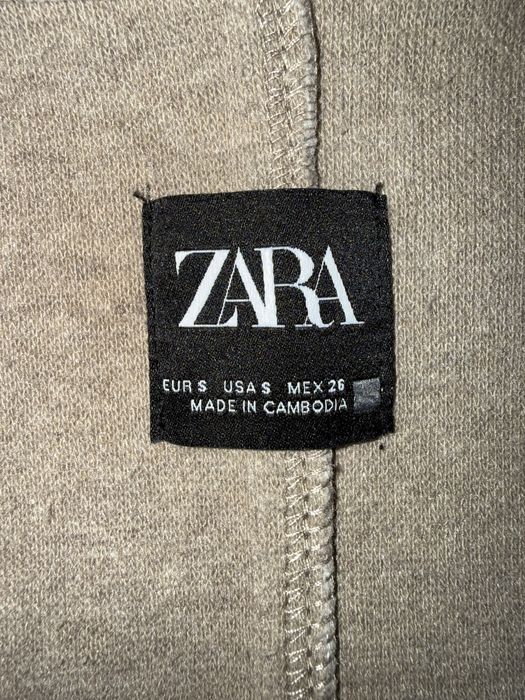 ZARA
EUR S USA S MEX 26
MADE IN CAMBODIA